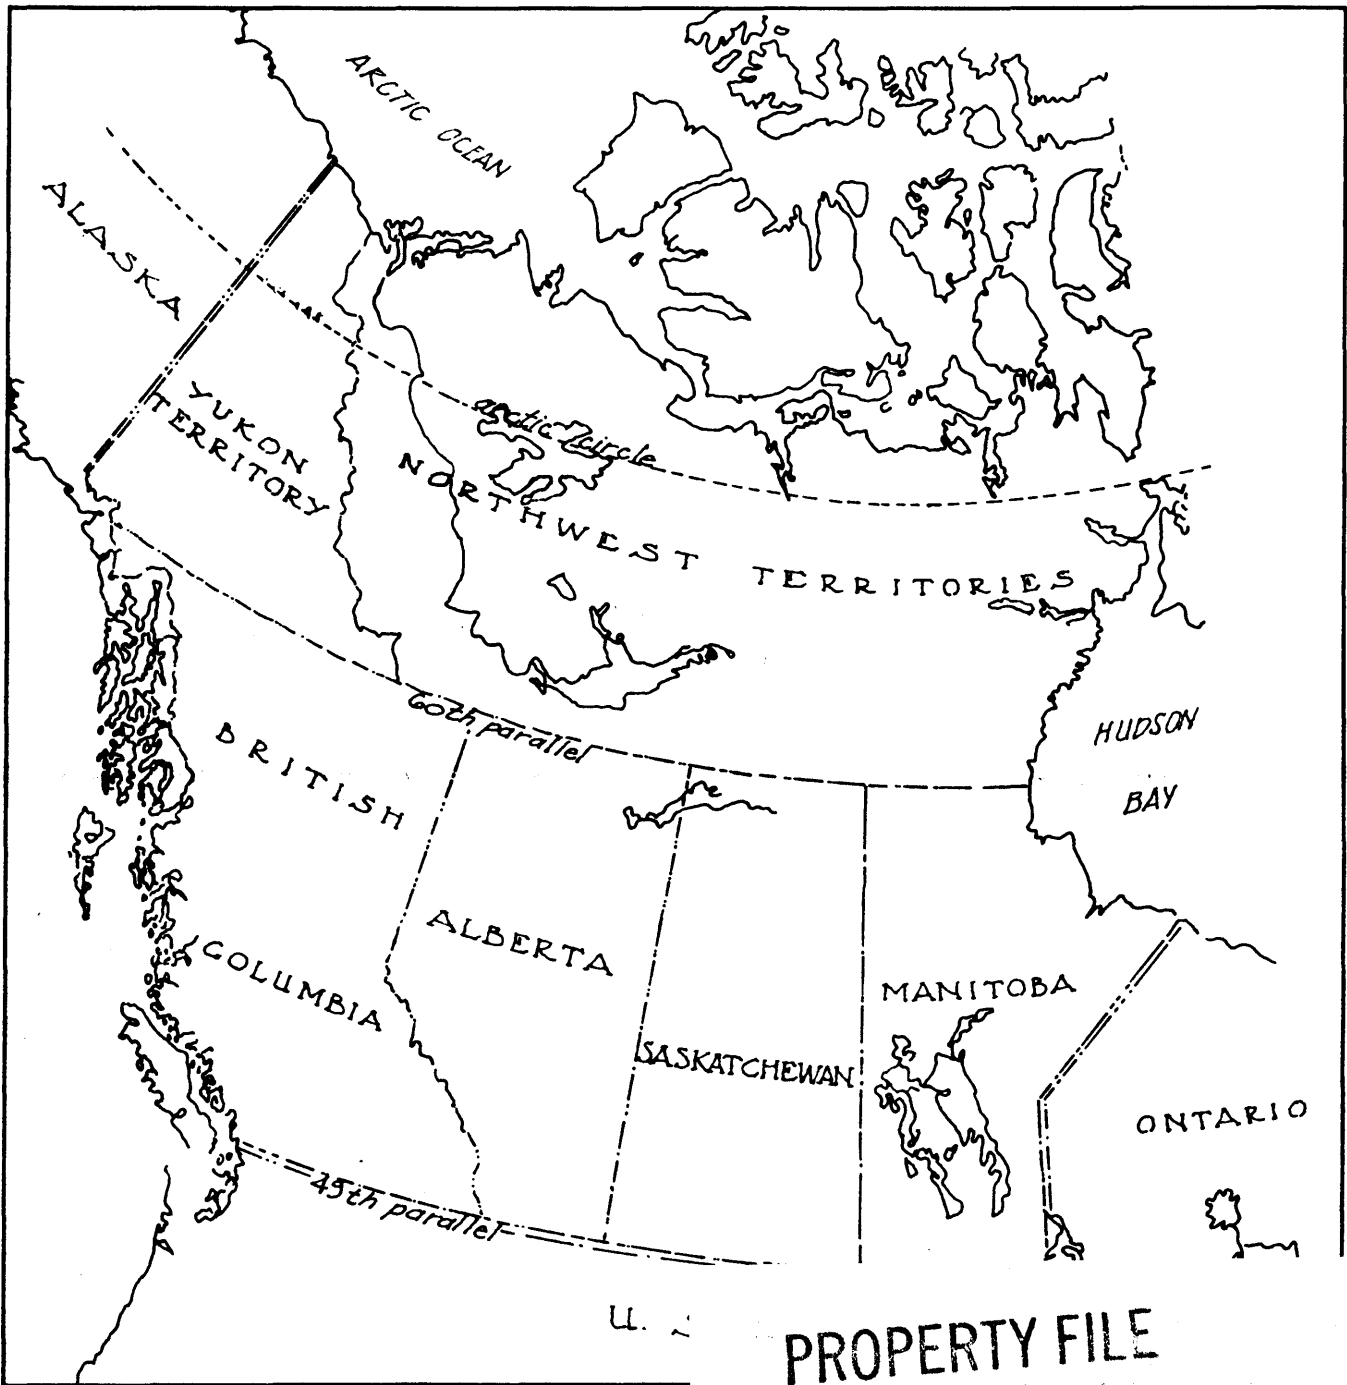 ARCTIC OCEAN
ALASKA
YUKON
TERRITORY
arctic circle
NORTHWEST TERRITORIES
60th parallel
HUDSON
BAY
BRITISH
COLUMBIA
ALBERTA
SASKATCHEWAN
MANITOBA
ONTARIO
49th parallel
U.
PROPERTY FILE